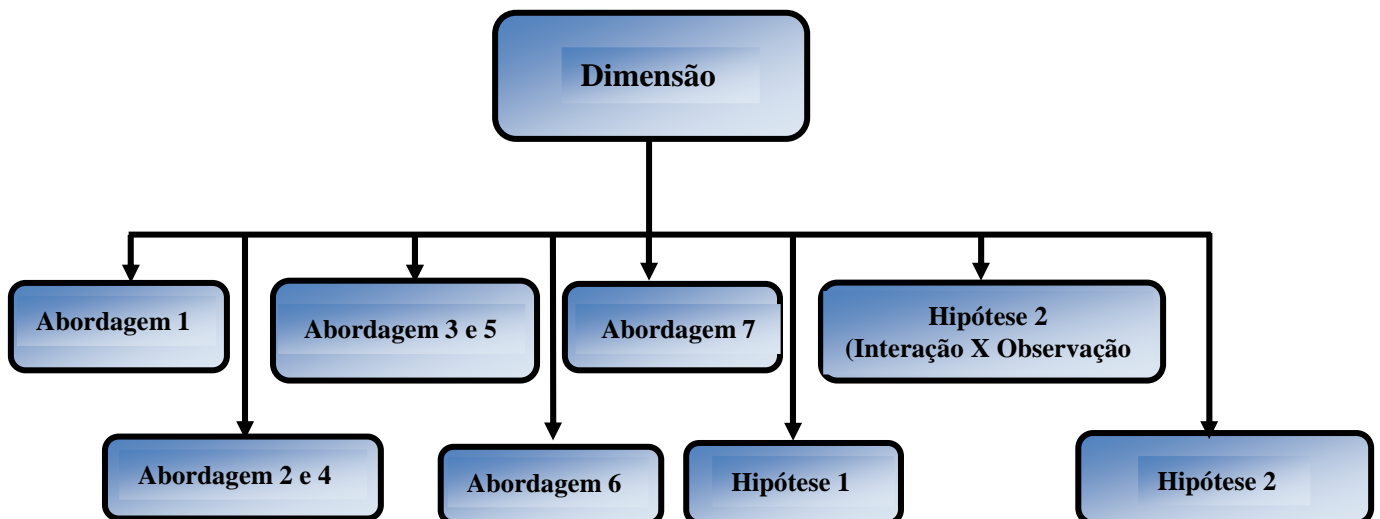 Dimensão
Abordagem 1
Abordagem 3 e 5
Abordagem 7
Hipótese 2
(Interação X Observação
Abordagem 2 e 4
Abordagem 6
Hipótese 1
Hipótese 2